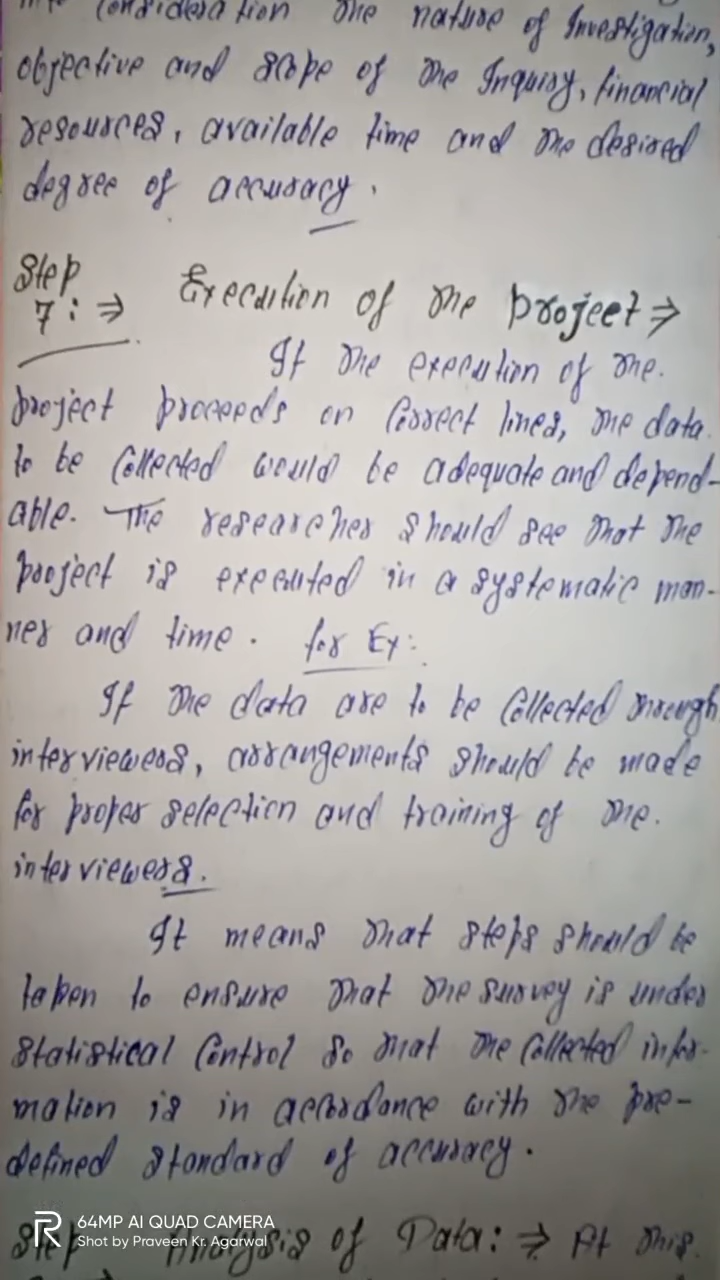 into consideration the nature of Investigation,
objective and scope of the Inquiry, financial
resources, available time and the desired
degree of accuracy.
Step
7: ⇒ Execution of the project ⇒
If the execution of the
project proceeds on correct lines, the data
to be collected would be adequate and depend-
able. The researcher should see that the
project is executed in a systematic man-
ner and time. for Ex:
If the data are to be collected through
interviewers, arrangements should be made
for proper selection and training of the
interviewers.
It means that steps should be
taken to ensure that the survey is under
statistical control so that the collected infor-
mation is in accordance with the pre-
defined standard of accuracy.
Step Analysis of Data: ⇒ At this
64MP AI QUAD CAMERA
Shot by Praveen Kr. Agarwal